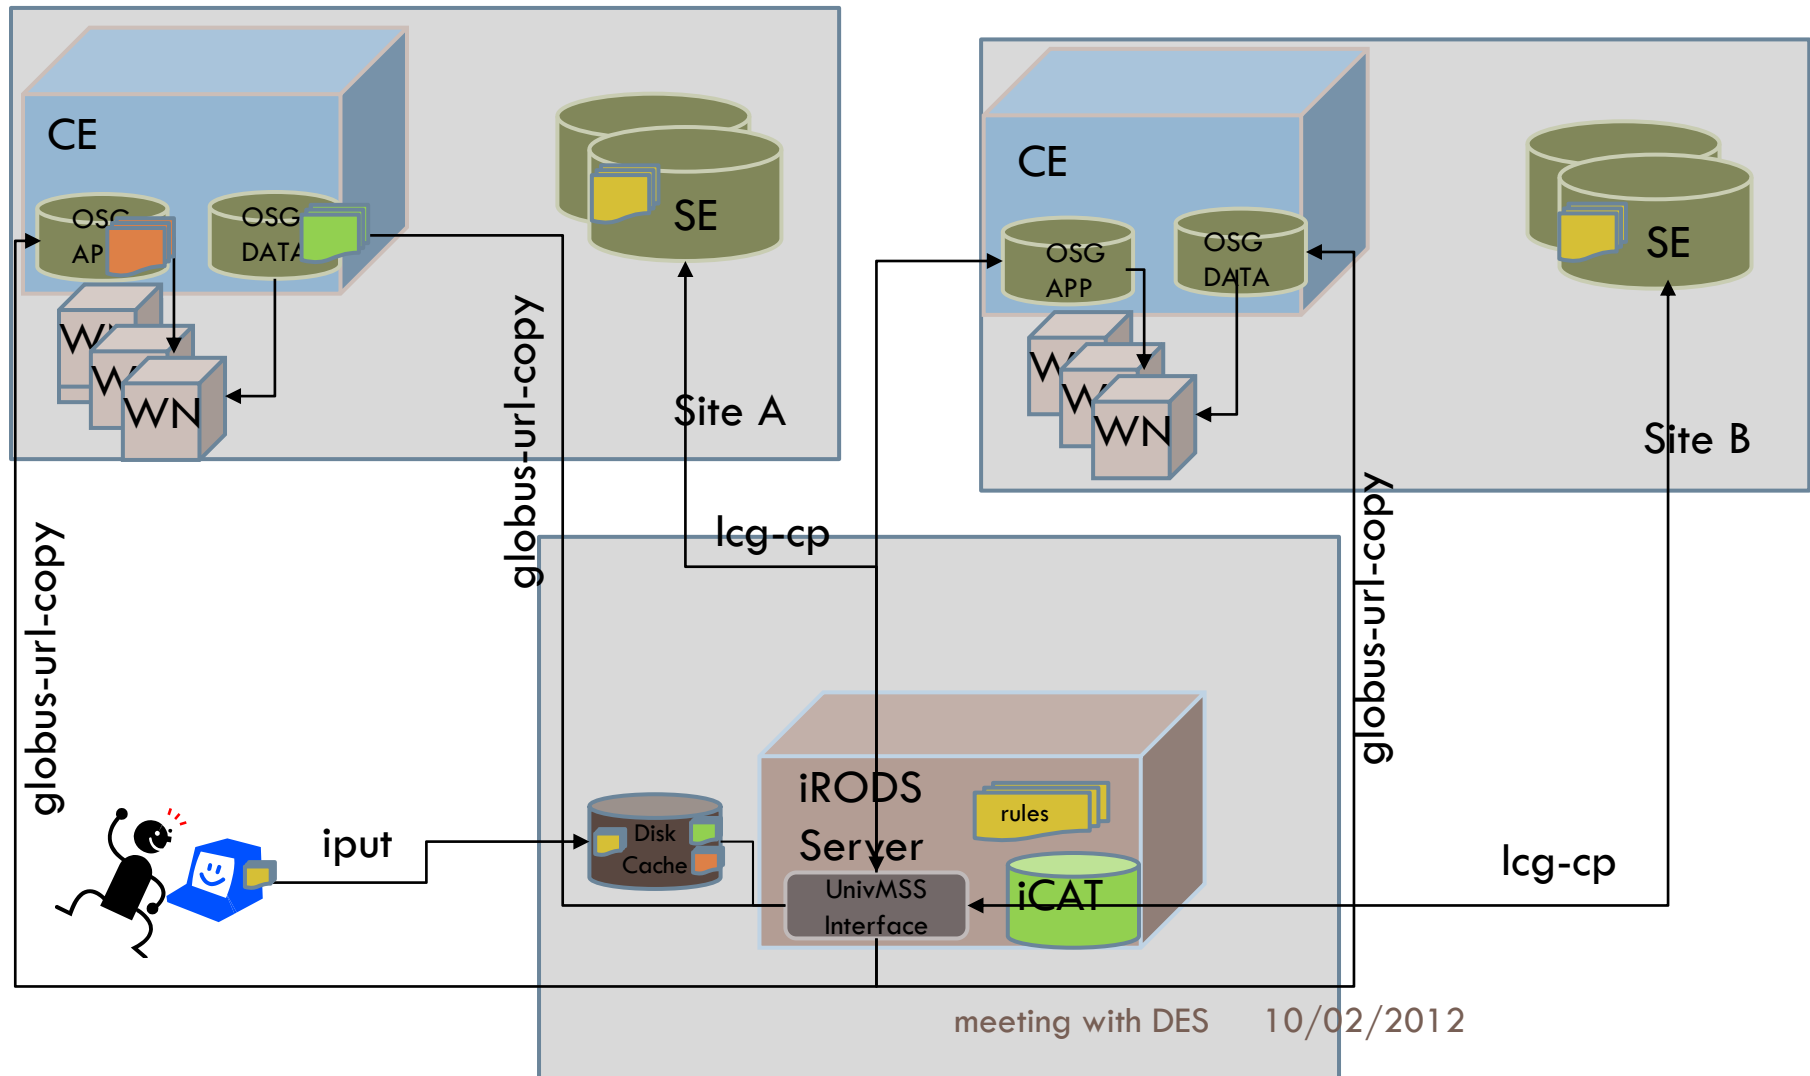 CE
OSG
AP
OSG
DATA
SE
W
W
WN
Site A
CE
OSG
APP
OSG
DATA
SE
W
W
WN
Site B
globus-url-copy
globus-url-copy
lcg-cp
globus-url-copy
lcg-cp
iput
Disk
Cache
iRODS
Server
rules
UnivMSS
Interface
iCAT
meeting with DES 10/02/2012